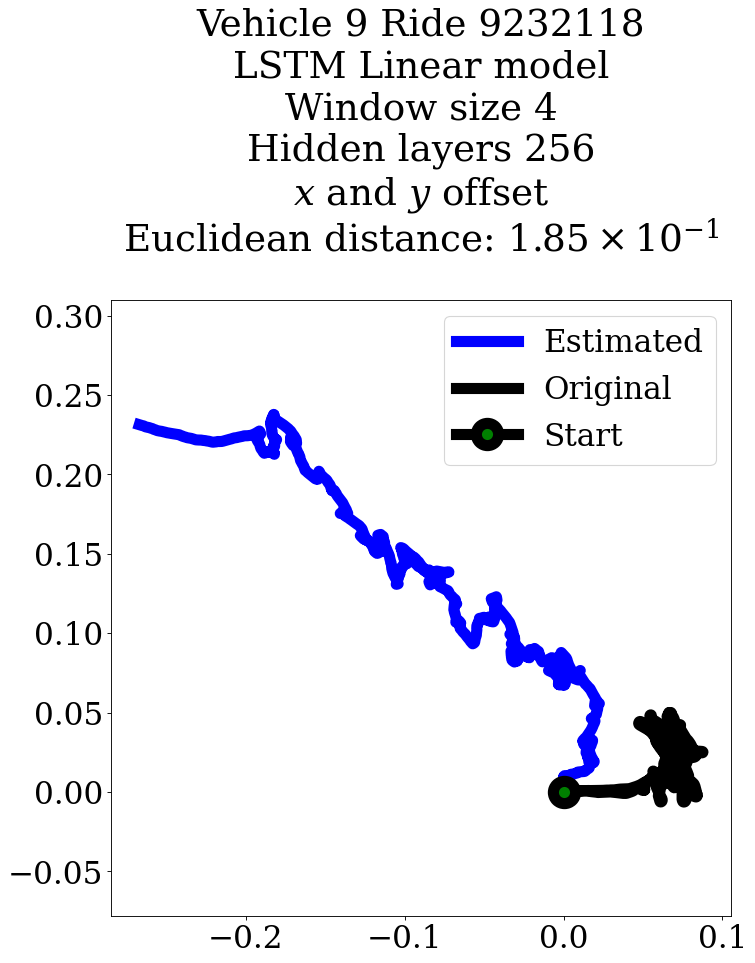 Vehicle 9 Ride 9232118
LSTM Linear model
Window size 4
Hidden layers 256
x and y offset
Euclidean distance: 1.85 × 10⁻¹
0.30
0.25
0.20
0.15
0.10
0.05
0.00
−0.05
Estimated
Original
Start
−0.2 −0.1 0.0 0.1